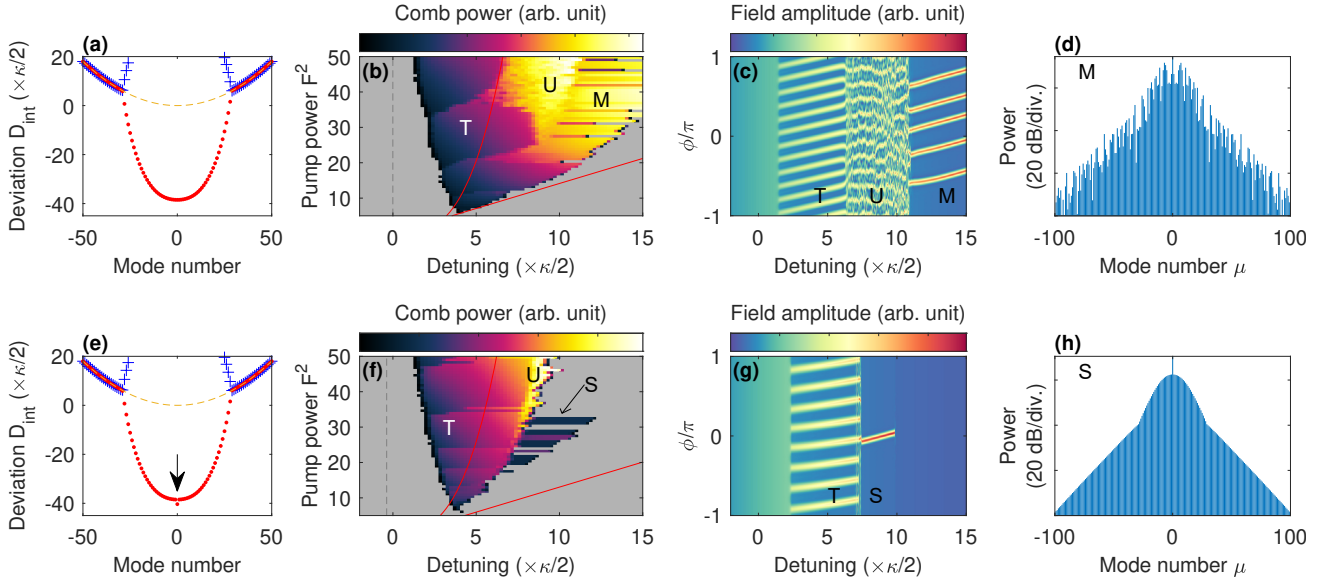 Comb power (arb. unit)
Field amplitude (arb. unit)
(a)
20
0
-20
-40
-50
0
50
Deviation D_int (×κ/2)
Mode number
(b)
50
40
30
20
10
0
5
10
15
Pump power F²
Detuning (×κ/2)
T
U
M
(c)
1
0
-1
ϕ/π
0
5
10
15
Detuning (×κ/2)
T
U
M
(d)
M
Power
(20 dB/div.)
-100
0
100
Mode number μ
Comb power (arb. unit)
Field amplitude (arb. unit)
(e)
20
0
-20
-40
-50
0
50
Deviation D_int (×κ/2)
Mode number
(f)
50
40
30
20
10
0
5
10
15
Pump power F²
Detuning (×κ/2)
T
U
S
(g)
1
0
-1
ϕ/π
0
5
10
15
Detuning (×κ/2)
T
S
(h)
S
Power
(20 dB/div.)
-100
0
100
Mode number μ